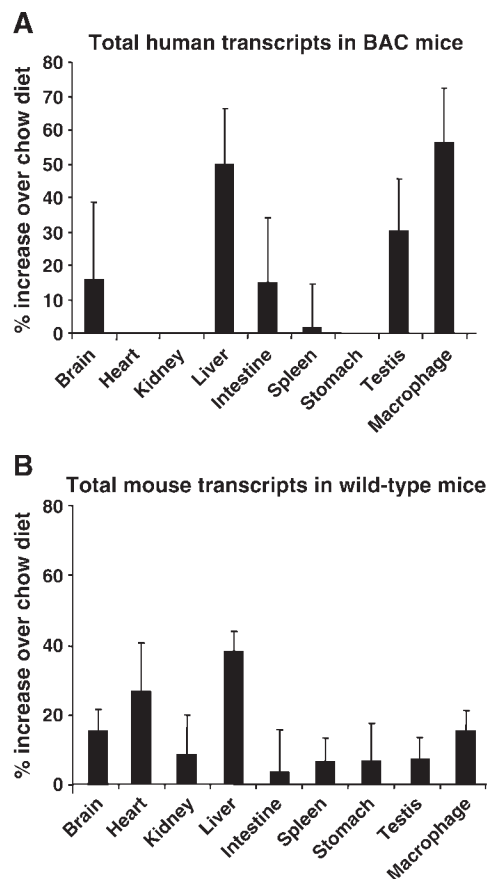 A
Total human transcripts in BAC mice
% increase over chow diet
80
70
60
50
40
30
20
10
0
Brain
Heart
Kidney
Liver
Intestine
Spleen
Stomach
Testis
Macrophage
B
Total mouse transcripts in wild-type mice
% increase over chow diet
80
60
40
20
0
Brain
Heart
Kidney
Liver
Intestine
Spleen
Stomach
Testis
Macrophage